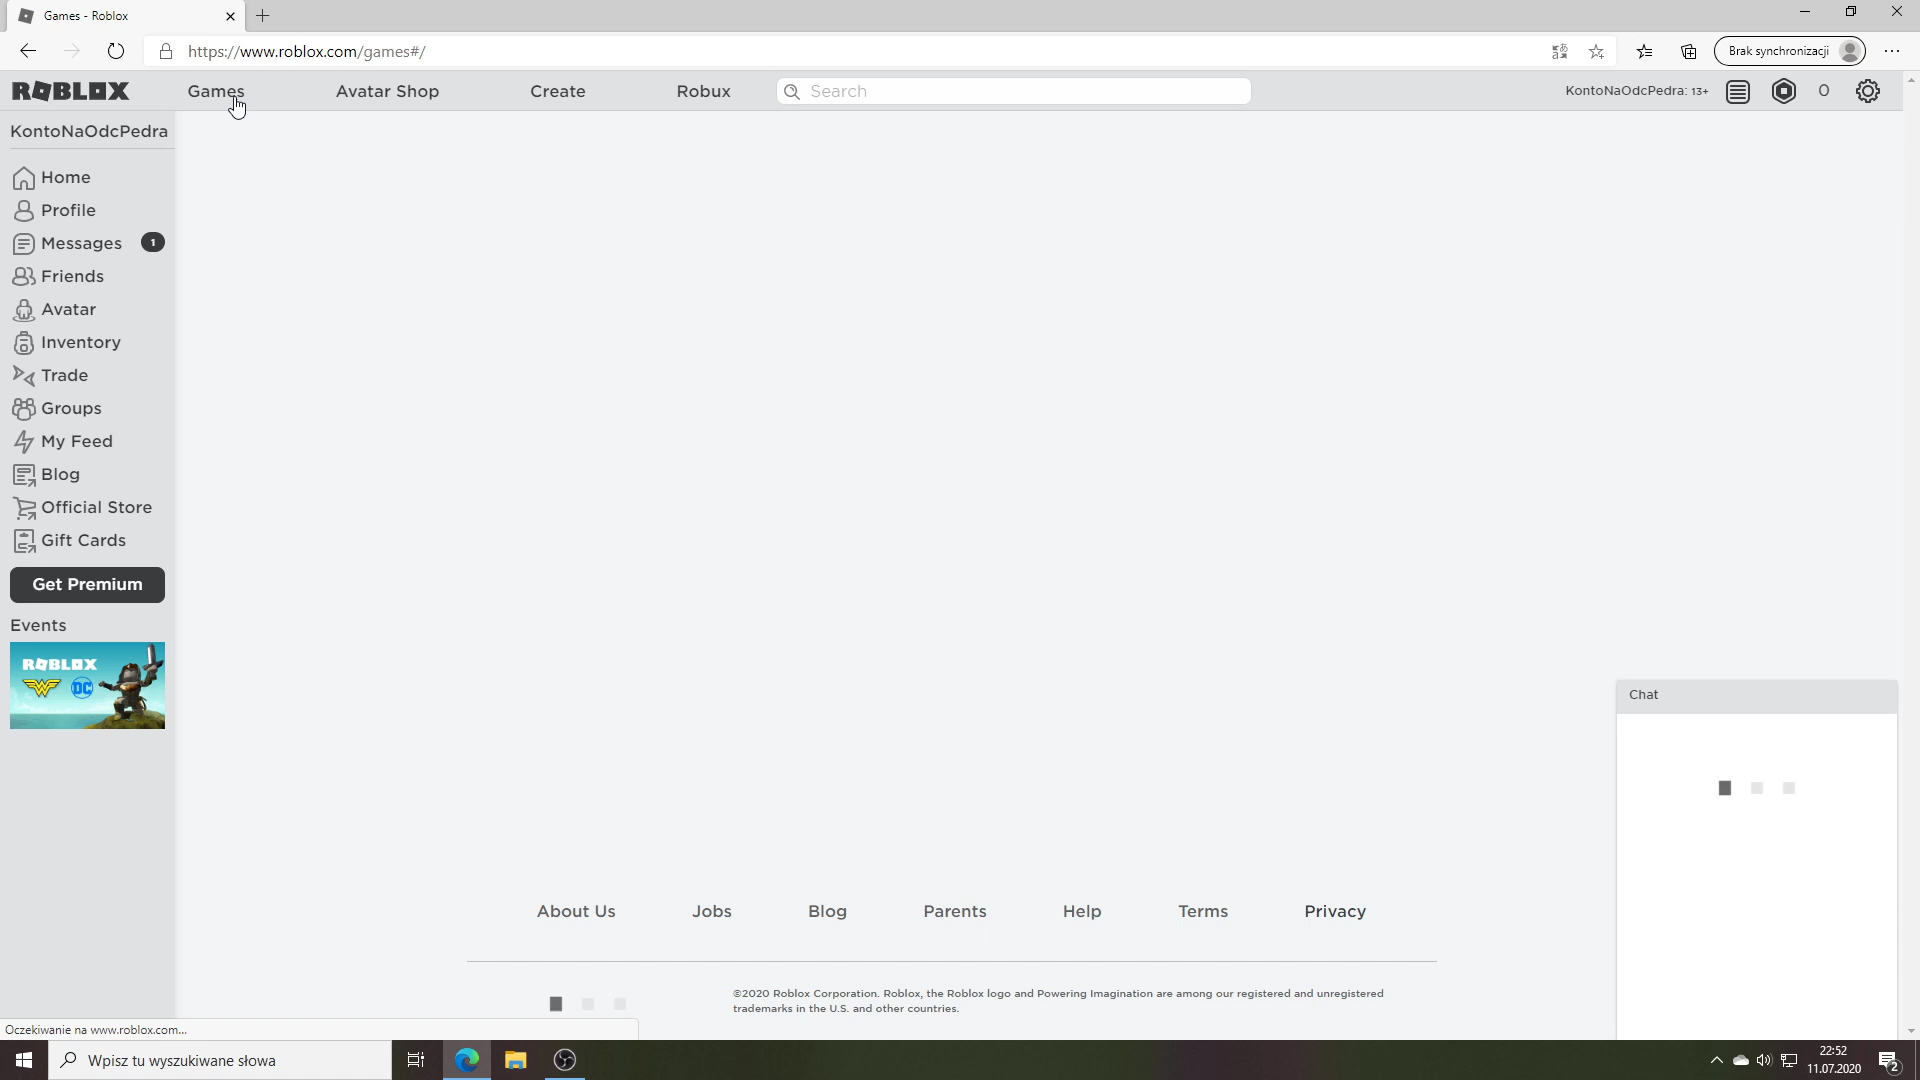 Games - Roblox
https://www.roblox.com/games#/
Brak synchronizacji
ROBLOX
Games
Avatar Shop
Create
Robux
Search
KontoNaOdcPedra: 13+
0
KontoNaOdcPedra
Home
Profile
Messages
1
Friends
Avatar
Inventory
Trade
Groups
My Feed
Blog
Official Store
Gift Cards
Get Premium
Events
ROBLOX
DC
Chat
About Us
Jobs
Blog
Parents
Help
Terms
Privacy
©2020 Roblox Corporation. Roblox, the Roblox logo and Powering Imagination are among our registered and unregistered
trademarks in the U.S. and other countries.
Oczekiwanie na www.roblox.com...
Wpisz tu wyszukiwane słowa
22:52
11.07.2020
2